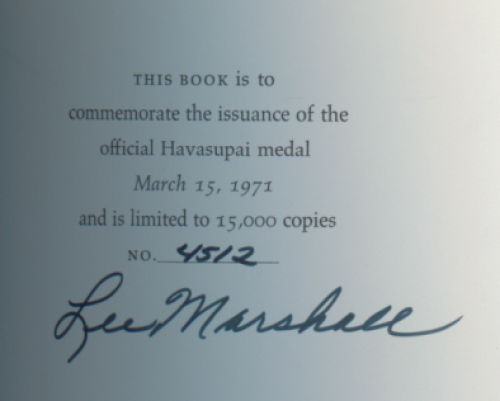 THIS BOOK is to
commemorate the issuance of the
official Havasupai medal
March 15, 1971
and is limited to 15,000 copies
NO. 4512
Lee Marshall